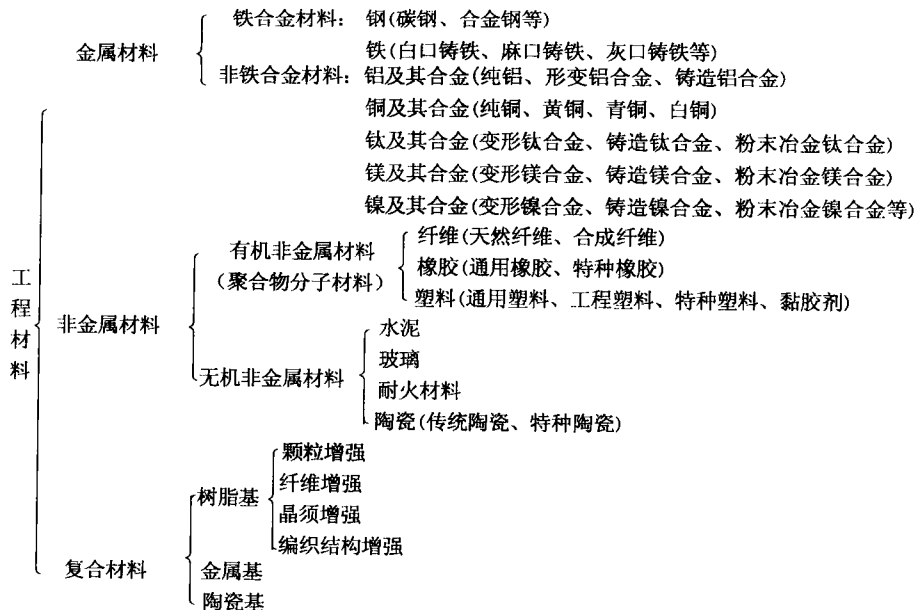 铁合金材料： 钢(碳钢、合金钢等)
金属材料
铁(白口铸铁、麻口铸铁、灰口铸铁等)
非铁合金材料：铝及其合金(纯铝、形变铝合金、铸造铝合金)
铜及其合金(纯铜、黄铜、青铜、白铜)
钛及其合金(变形钛合金、铸造钛合金、粉末冶金钛合金)
镁及其合金(变形镁合金、铸造镁合金、粉末冶金镁合金)
镍及其合金(变形镍合金、铸造镍合金、粉末冶金镍合金等)
工程材料
非金属材料
有机非金属材料
(聚合物分子材料)
纤维(天然纤维、合成纤维)
橡胶(通用橡胶、特种橡胶)
塑料(通用塑料、工程塑料、特种塑料、黏胶剂)
无机非金属材料
水泥
玻璃
耐火材料
陶瓷(传统陶瓷、特种陶瓷)
复合材料
树脂基
颗粒增强
纤维增强
晶须增强
编织结构增强
金属基
陶瓷基